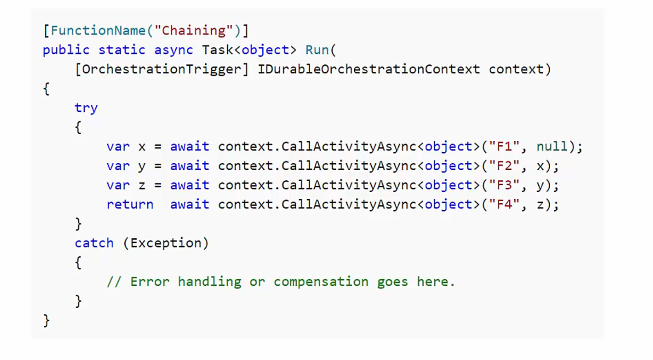 [FunctionName("Chaining")]
public static async Task<object> Run(
    [OrchestrationTrigger] IDurableOrchestrationContext context)
{
    try
    {
        var x = await context.CallActivityAsync<object>("F1", null);
        var y = await context.CallActivityAsync<object>("F2", x);
        var z = await context.CallActivityAsync<object>("F3", y);
        return  await context.CallActivityAsync<object>("F4", z);
    }
    catch (Exception)
    {
        // Error handling or compensation goes here.
    }
}